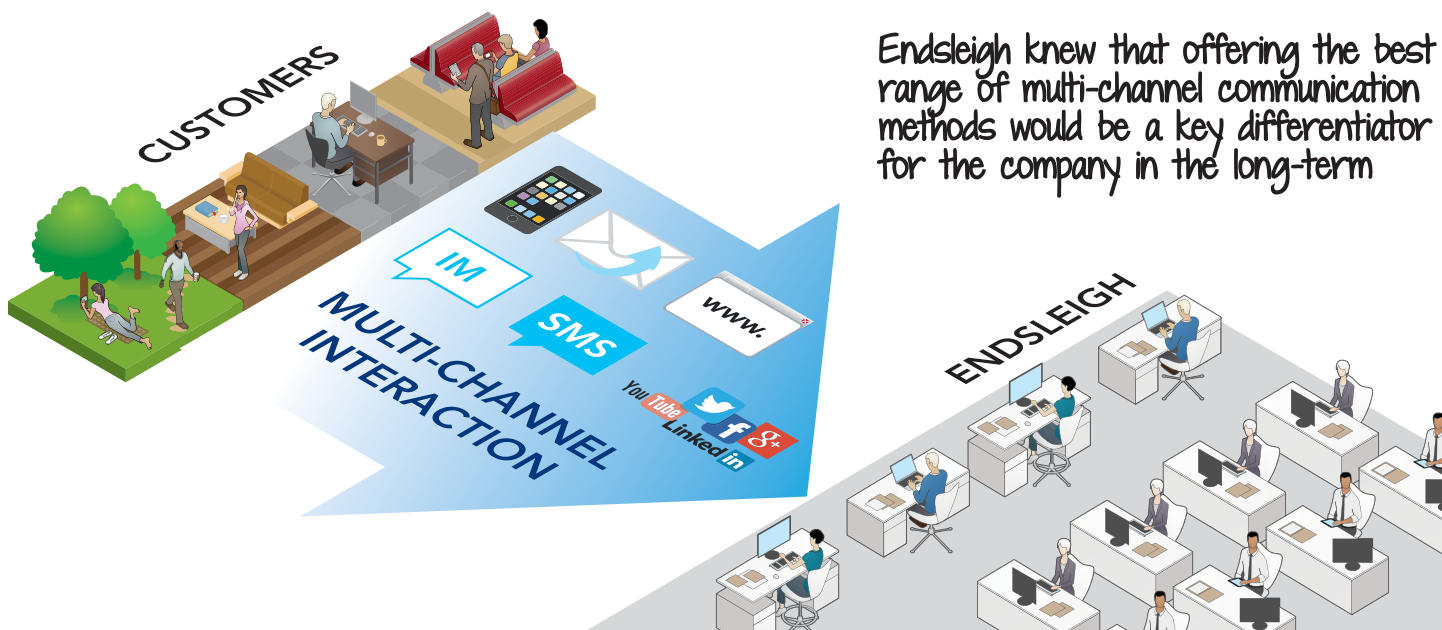 CUSTOMERS
Endsleigh knew that offering the best
range of multi-channel communication
methods would be a key differentiator
for the company in the long-term
IM
SMS
www.
MULTI-CHANNEL
INTERACTION
You Tube
f
g+
Linked in
ENDSLEIGH